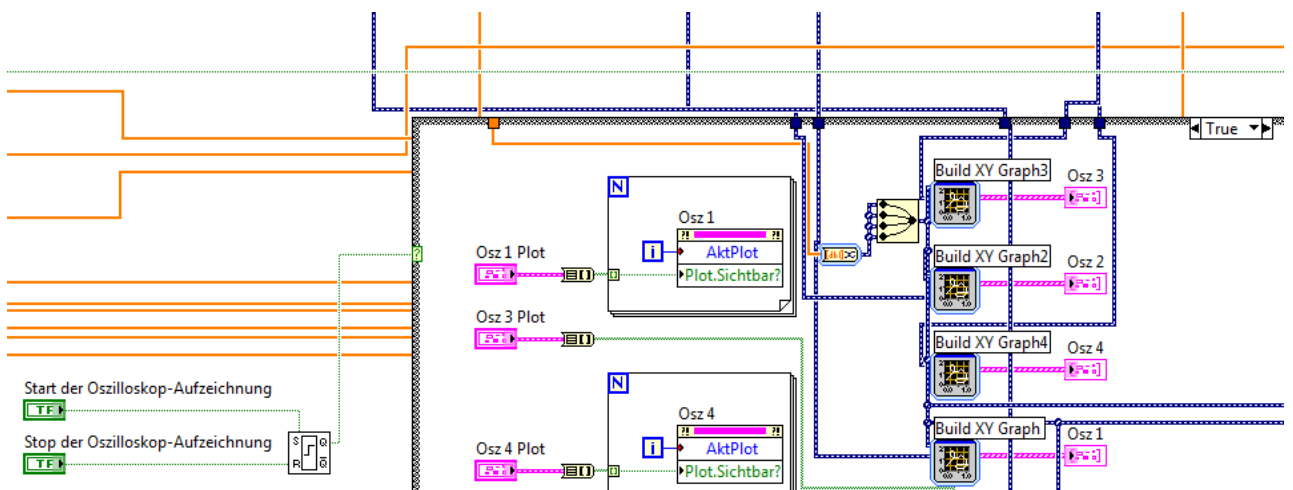 True
Build XY Graph3
Osz 3
N
Osz 1
i
AktPlot
Plot.Sichtbar?
Osz 1 Plot
Build XY Graph2
Osz 2
?
Osz 3 Plot
Build XY Graph4
Osz 4
N
Start der Oszilloskop-Aufzeichnung
TF
Osz 4
Build XY Graph
Osz 1
Stop der Oszilloskop-Aufzeichnung
TF
S Q
R Q
Osz 4 Plot
i
AktPlot
Plot.Sichtbar?